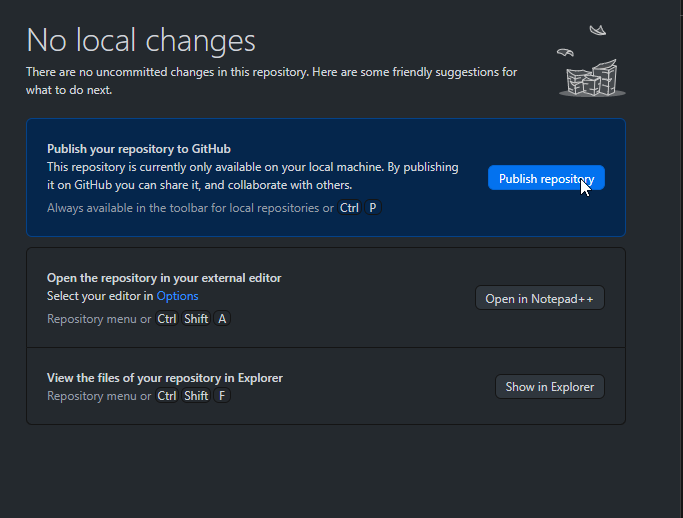 No local changes
There are no uncommitted changes in this repository. Here are some friendly suggestions for
what to do next.
Publish your repository to GitHub
This repository is currently only available on your local machine. By publishing
it on GitHub you can share it, and collaborate with others.
Always available in the toolbar for local repositories or Ctrl P
Publish repository
Open the repository in your external editor
Select your editor in Options
Repository menu or Ctrl Shift A
Open in Notepad++
View the files of your repository in Explorer
Repository menu or Ctrl Shift F
Show in Explorer